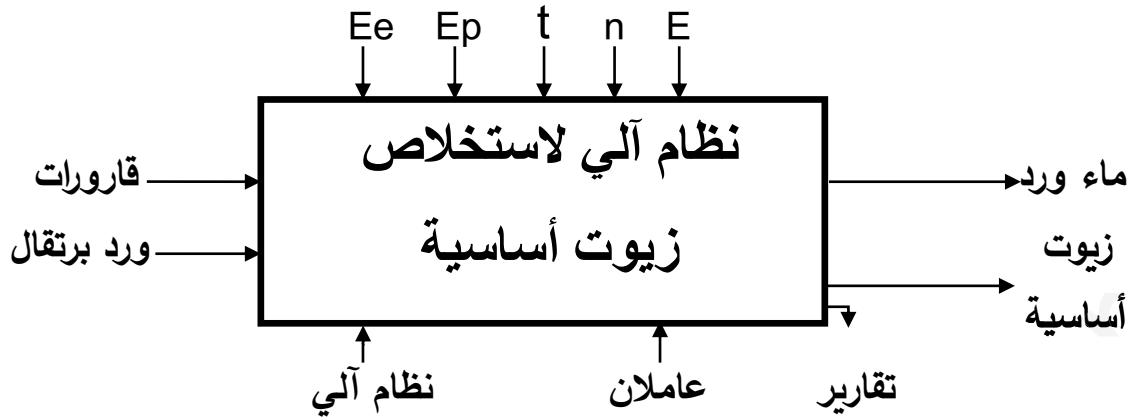 Ee Ep t n E
نظام آلي لاستخلاص
زيوت أساسية
قارورات
ورد برتقال
ماء ورد
زيوت
أساسية
نظام آلي
عاملان
تقارير